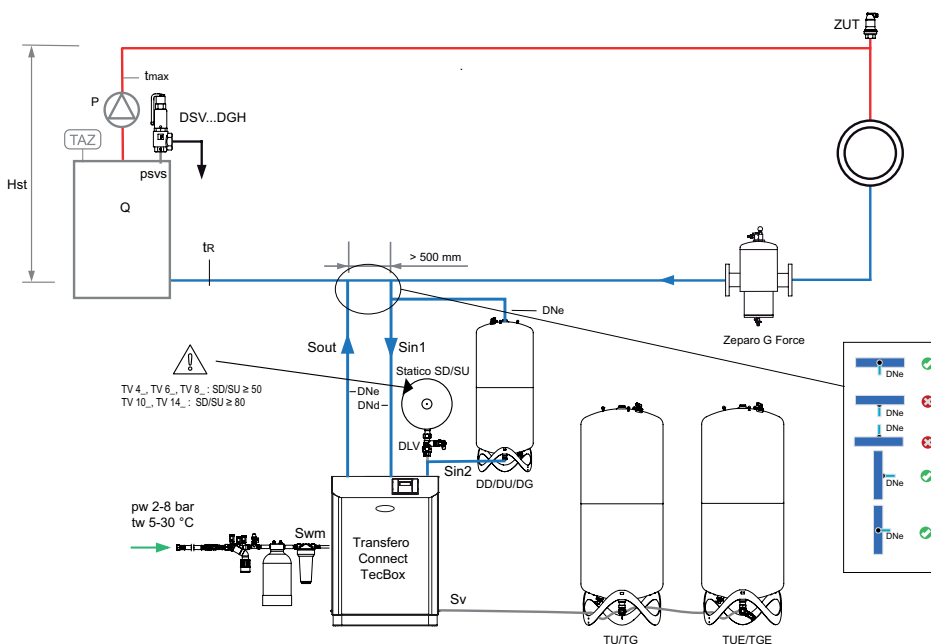 ZUT
tmax
P
DSV...DGH
TAZ
psvs
Hst
Q
tR
> 500 mm
DNe
Zeparo G Force
Sout
Sin1
Statico SD/SU
TV 4_, TV 6_, TV 8_ : SD/SU ≥ 50
TV 10_, TV 14_ : SD/SU ≥ 80
DNe
DNd
DLV
Sin2
DD/DU/DG
DNe
DNe
DNe
DNe
DNe
pw 2-8 bar
tw 5-30 °C
Swm
Transfero
Connect
TecBox
Sv
TU/TG
TUE/TGE